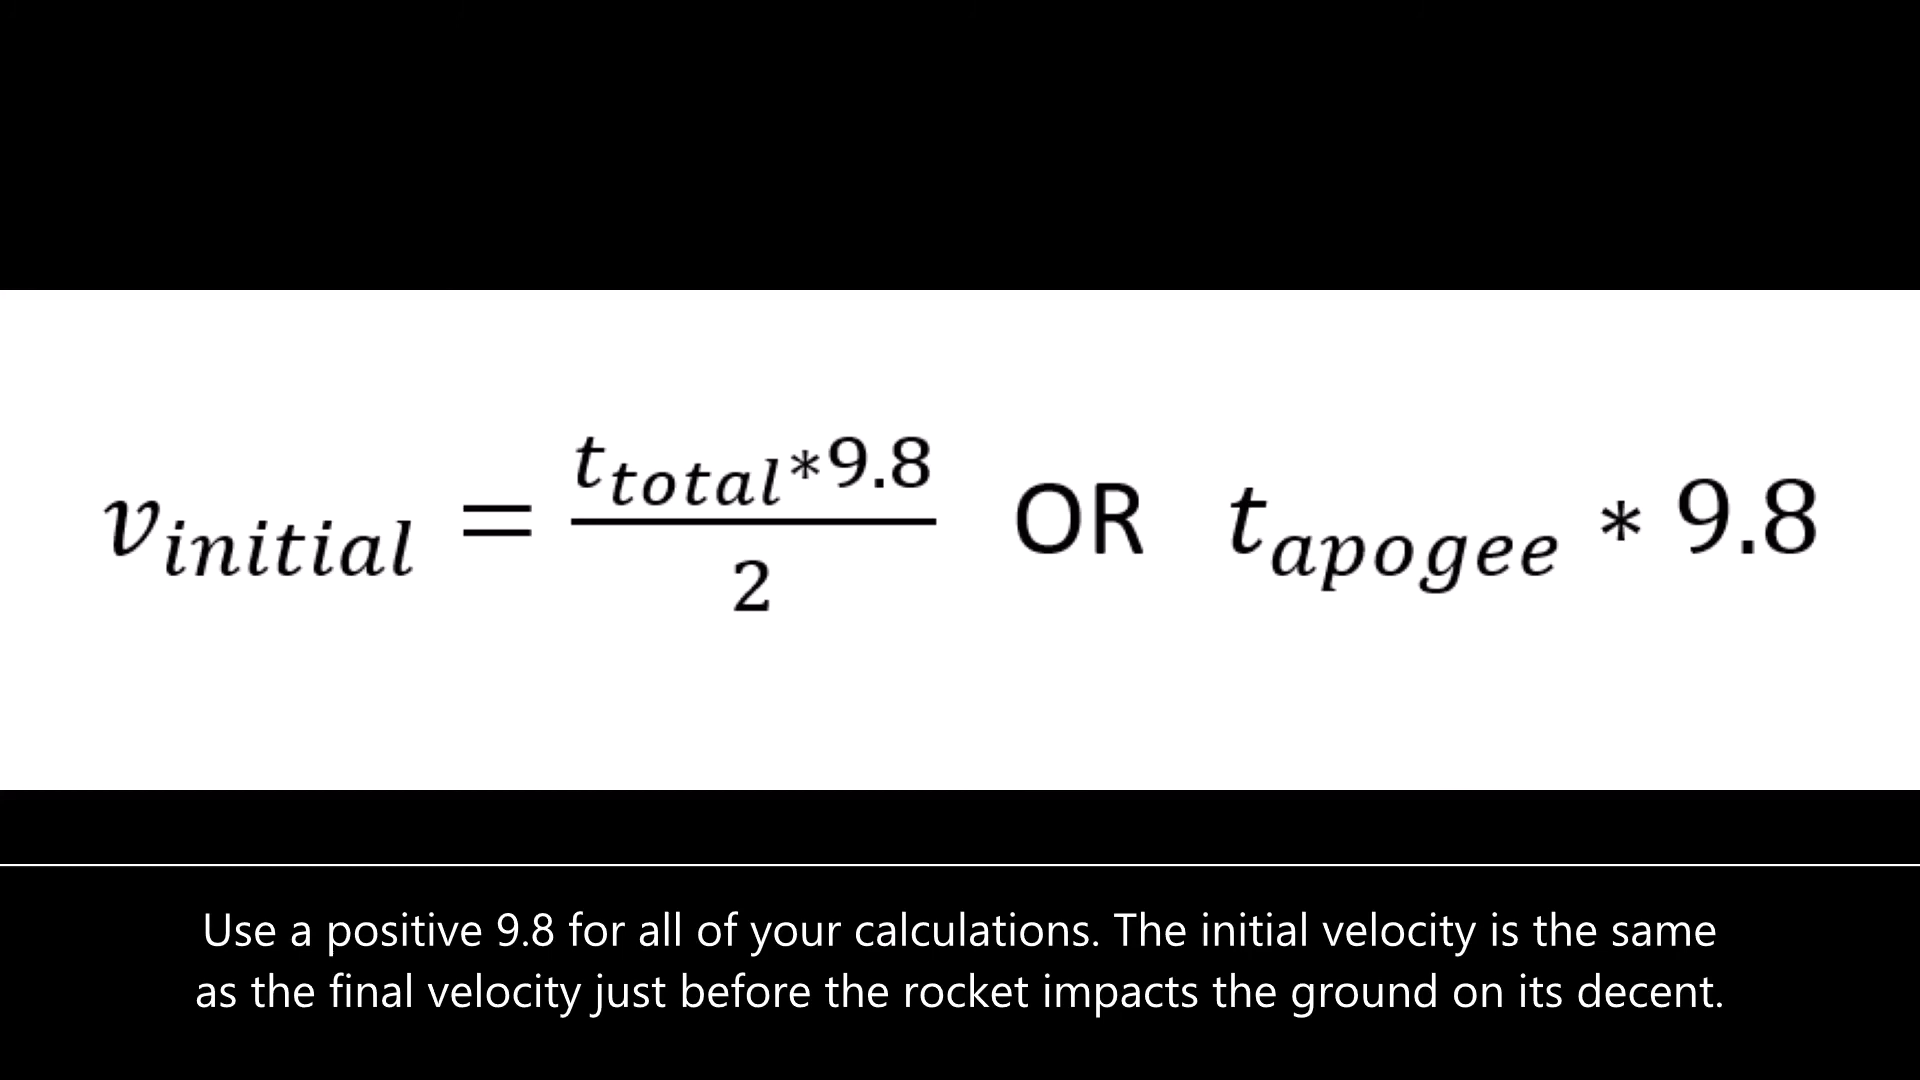 v_initial = t_total*9.8 / 2 OR t_apogee * 9.8
Use a positive 9.8 for all of your calculations. The initial velocity is the same
as the final velocity just before the rocket impacts the ground on its decent.